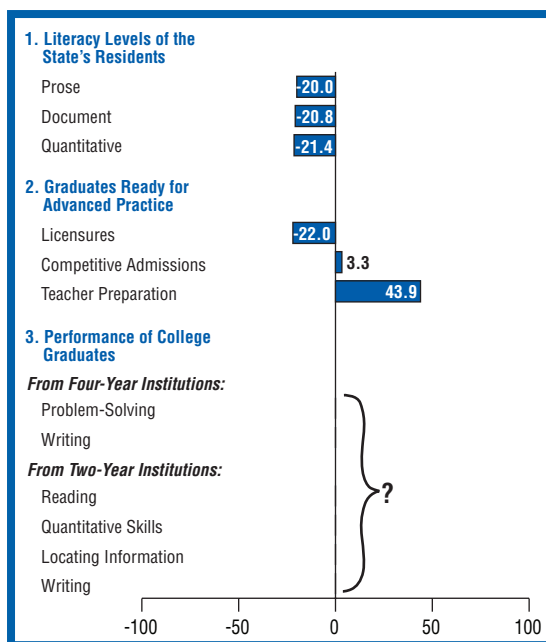 1. Literacy Levels of the
State’s Residents
Prose
-20.0
Document
-20.8
Quantitative
-21.4
2. Graduates Ready for
Advanced Practice
Licensures
-22.0
Competitive Admissions
3.3
Teacher Preparation
43.9
3. Performance of College
Graduates
From Four-Year Institutions:
Problem-Solving
Writing
From Two-Year Institutions:
?
Reading
Quantitative Skills
Locating Information
Writing
-100 -50 0 50 100